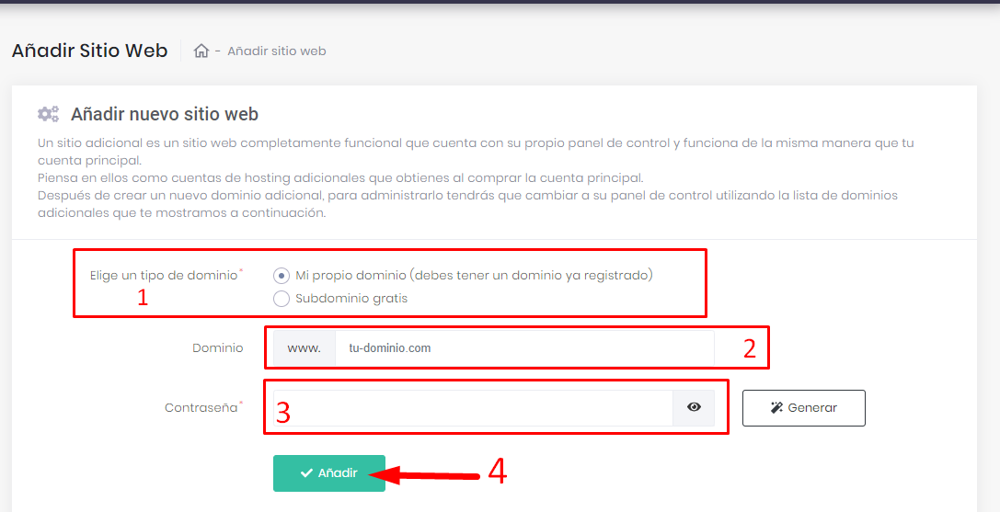 Añadir Sitio Web - Añadir sitio web
Añadir nuevo sitio web
Un sitio adicional es un sitio web completamente funcional que cuenta con su propio panel de control y funciona de la misma manera que tu
cuenta principal.
Piensa en ellos como cuentas de hosting adicionales que obtienes al comprar la cuenta principal.
Después de crear un nuevo dominio adicional, para administrarlo tendrás que cambiar a su panel de control utilizando la lista de dominios
adicionales que te mostramos a continuación.
Elige un tipo de dominio* Mi propio dominio (debes tener un dominio ya registrado)
1 Subdominio gratis
Dominio www. tu-dominio.com 2
Contraseña* 3 Generar
Añadir 4